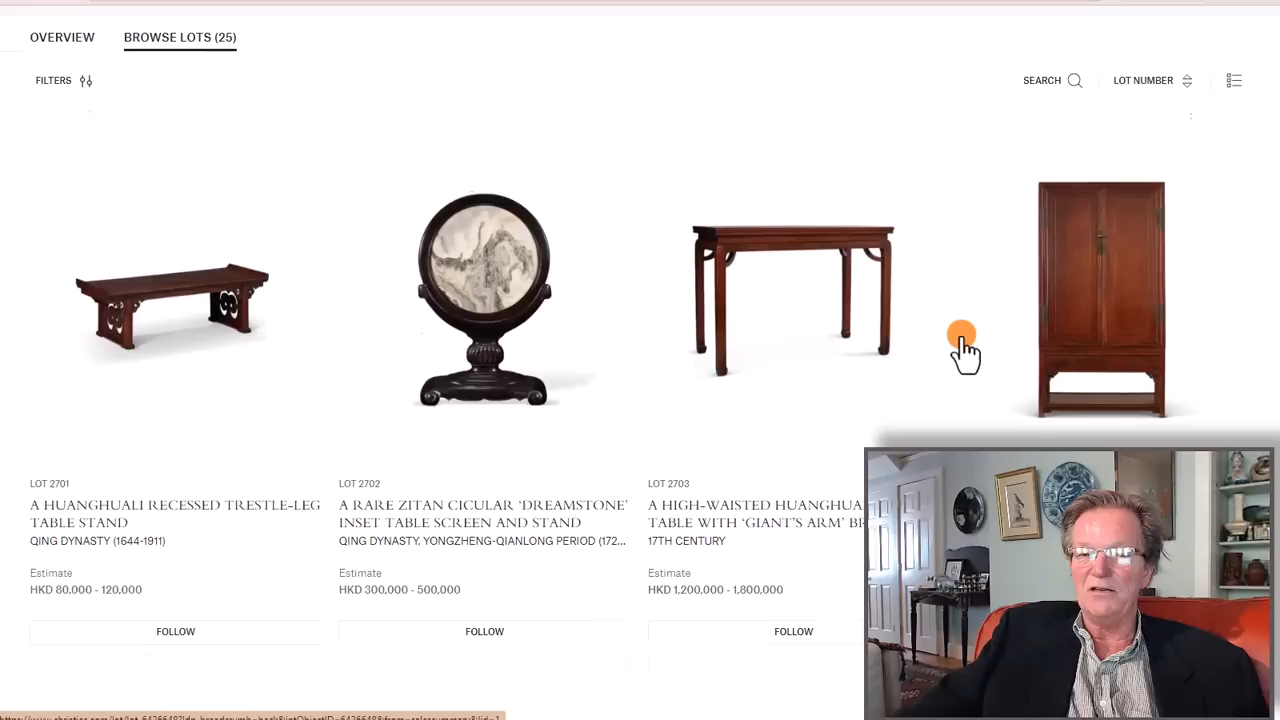 OVERVIEW
BROWSE LOTS (25)
FILTERS
SEARCH
LOT NUMBER
LOT 2701
A HUANGHUALI RECESSED TRESTLE-LEG
TABLE STAND
QING DYNASTY (1644-1911)
Estimate
HKD 80,000 - 120,000
FOLLOW
LOT 2702
A RARE ZITAN CICULAR ‘DREAMSTONE’
INSET TABLE SCREEN AND STAND
QING DYNASTY, YONGZHENG-QIANLONG PERIOD (172...
Estimate
HKD 300,000 - 500,000
FOLLOW
LOT 2703
A HIGH-WAISTED
TABLE WITH ‘GIANT’S ARM’
17TH CENTURY
Estimate
HKD 1,200,000 - 1,800,000
FOLLOW